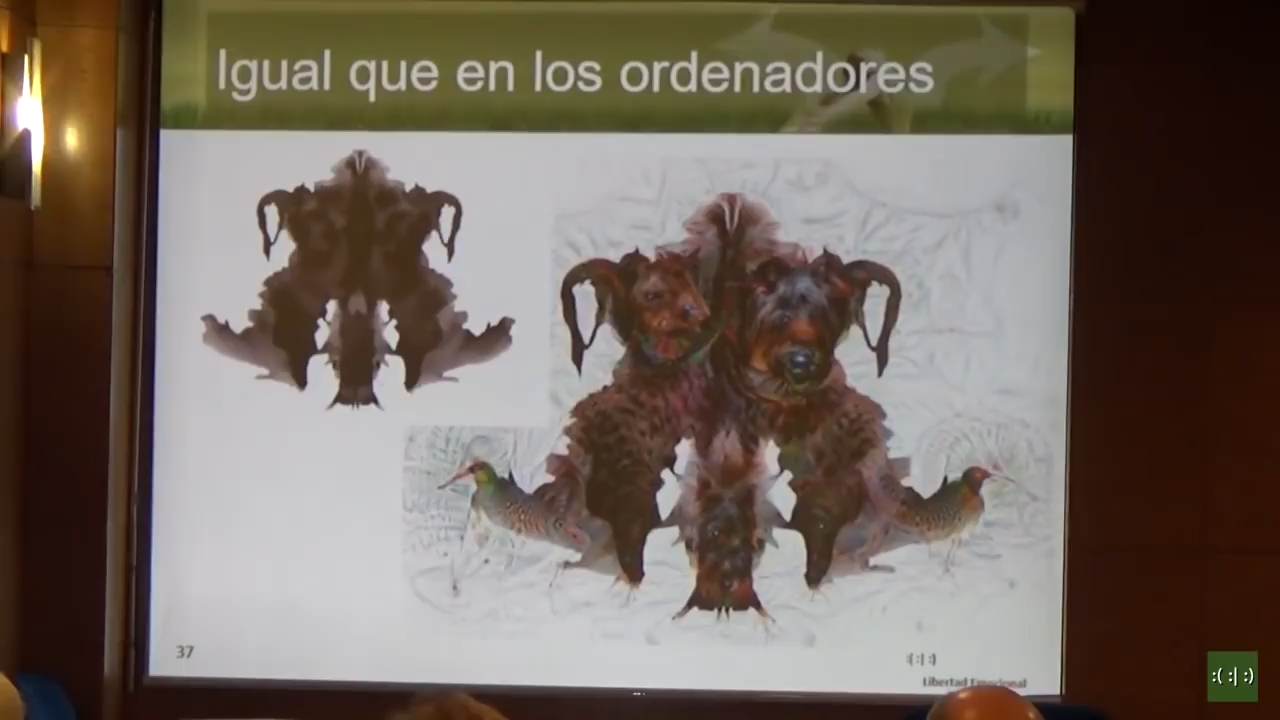 Igual que en los ordenadores
37
:(:|:)
Libertad Emocional
:(:|:)